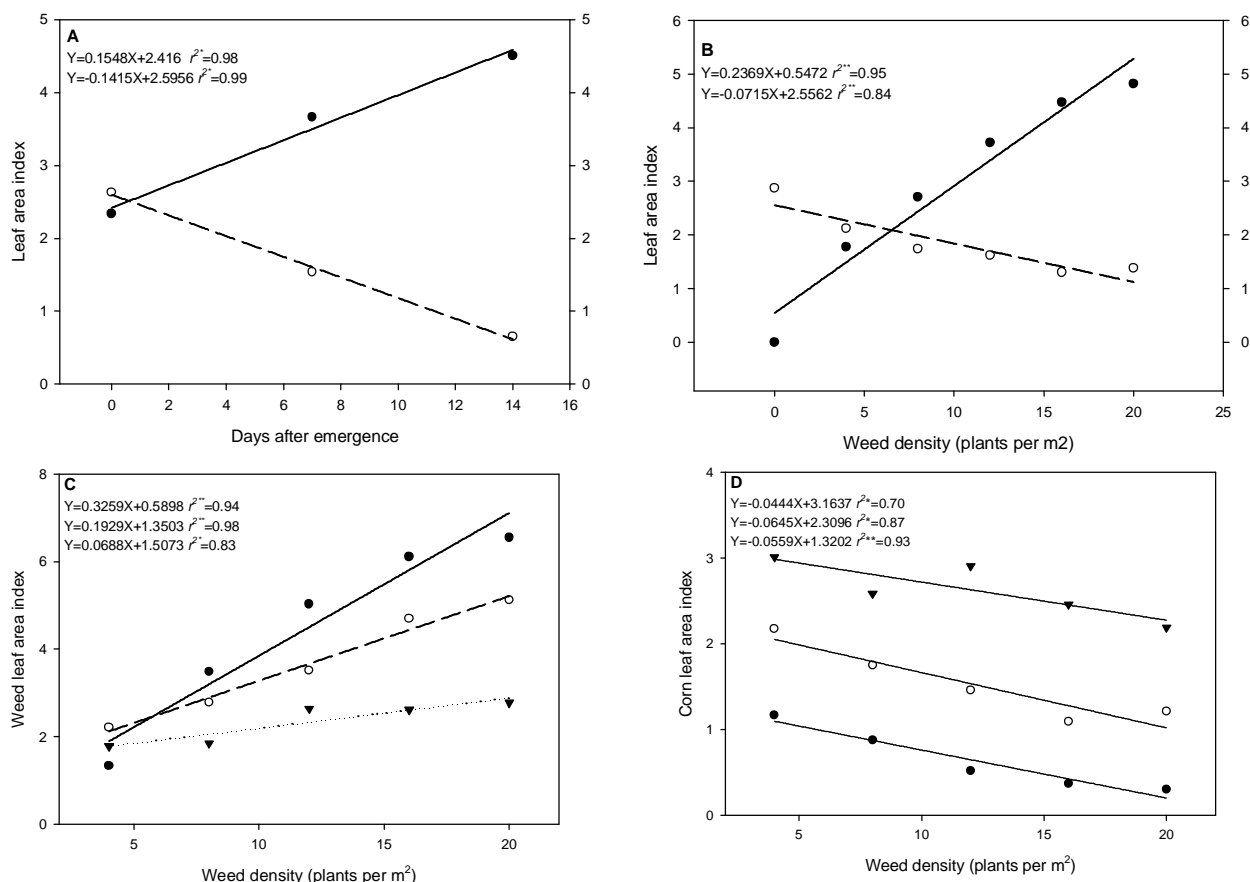 A
Y=0.1548X+2.416 r2*=0.98
Y=-0.1415X+2.5956 r2*=0.99
Leaf area index
5
4
3
2
1
0
5
4
3
2
1
0
0 2 4 6 8 10 12 14 16
Days after emergence
B
Y=0.2369X+0.5472 r2**=0.95
Y=-0.0715X+2.5562 r2**=0.84
Leaf area index
6
5
4
3
2
1
0
6
5
4
3
2
1
0
0 5 10 15 20 25
Weed density (plants per m2)
C
Y=0.3259X+0.5898 r2**=0.94
Y=0.1929X+1.3503 r2**=0.98
Y=0.0688X+1.5073 r2*=0.83
Weed leaf area index
8
6
4
2
0
5 10 15 20
Weed density (plants per m2)
D
Y=-0.0444X+3.1637 r2*=0.70
Y=-0.0645X+2.3096 r2*=0.87
Y=-0.0559X+1.3202 r2**=0.93
Corn leaf area index
4
3
2
1
0
5 10 15 20
Weed density (plants per m2)